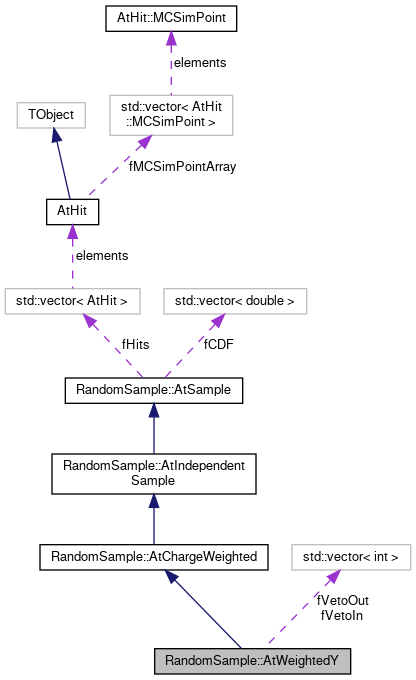 AtHit::MCSimPoint
elements
std::vector< AtHit
::MCSimPoint >
TObject
fMCSimPointArray
AtHit
elements
std::vector< AtHit >
std::vector< double >
fHits
fCDF
RandomSample::AtSample
RandomSample::AtIndependent
Sample
RandomSample::AtChargeWeighted
std::vector< int >
fVetoOut
fVetoIn
RandomSample::AtWeightedY